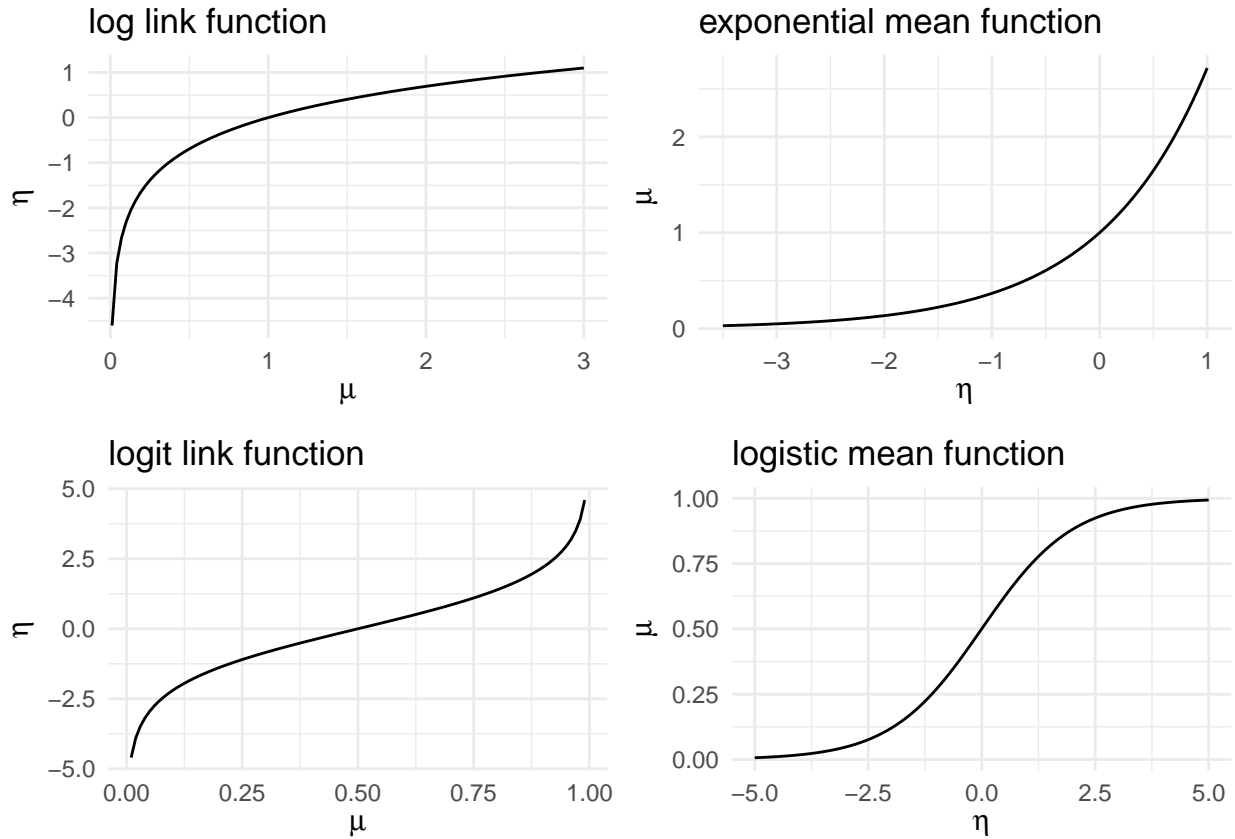 log link function
1
0
−1
−2
−3
−4
η
0 1 2 3
μ
exponential mean function
2
1
0
μ
−3 −2 −1 0 1
η
logit link function
5.0
2.5
0.0
−2.5
−5.0
η
0.00 0.25 0.50 0.75 1.00
μ
logistic mean function
1.00
0.75
0.50
0.25
0.00
μ
−5.0 −2.5 0.0 2.5 5.0
η